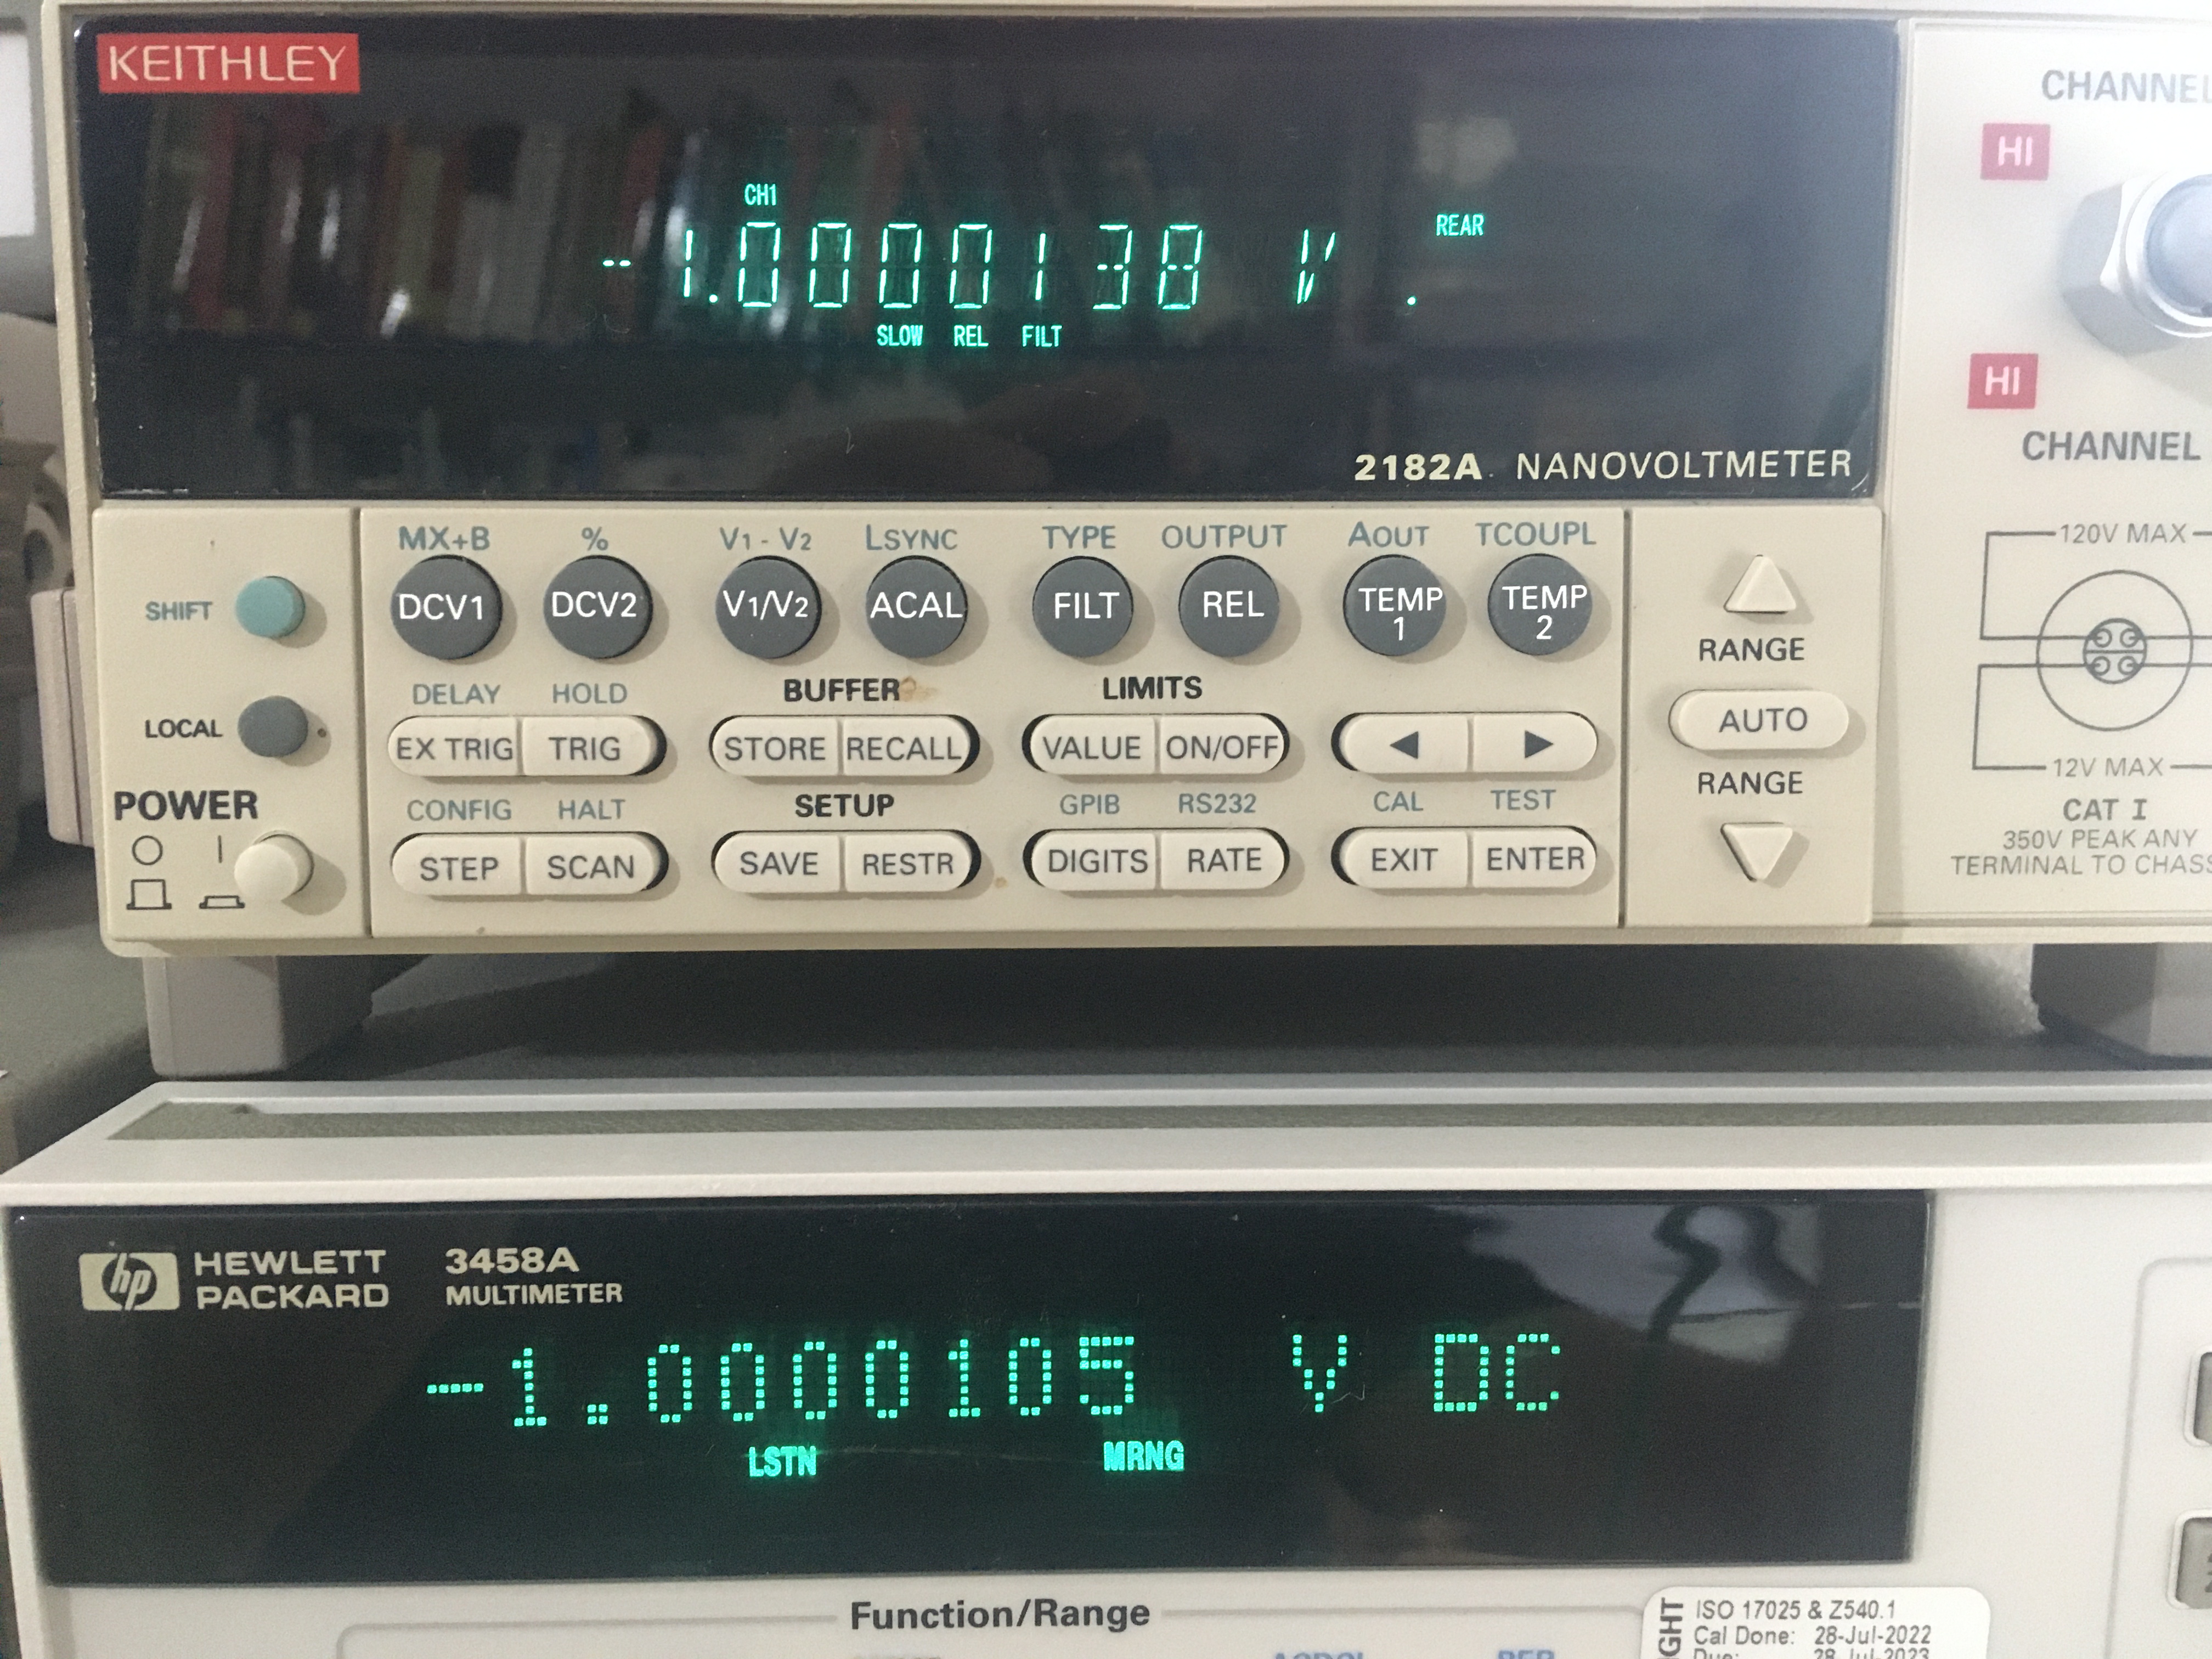 KEITHLEY
CH1
REAR
-1.0000138 V .
SLOW REL FILT
2182A NANOVOLTMETER
MX+B % V1 - V2 LSYNC TYPE OUTPUT AOUT TCOUPL
SHIFT DCV1 DCV2 V1/V2 ACAL FILT REL TEMP 1 TEMP 2
DELAY HOLD BUFFER LIMITS
LOCAL EX TRIG TRIG STORE RECALL VALUE ON/OFF ◀ ▶
POWER CONFIG HALT SETUP GPIB RS232 CAL TEST
O I STEP SCAN SAVE RESTR DIGITS RATE EXIT ENTER
RANGE
AUTO
RANGE
CHANNEL
HI
HI
CHANNEL
120V MAX
12V MAX
CAT I
350V PEAK ANY
TERMINAL TO CHASS
hp HEWLETT PACKARD
3458A
MULTIMETER
-1.0000105 V DC
LSTN MRNG
Function/Range
ISO 17025 & Z540.1
Cal Done: 28-Jul-2022